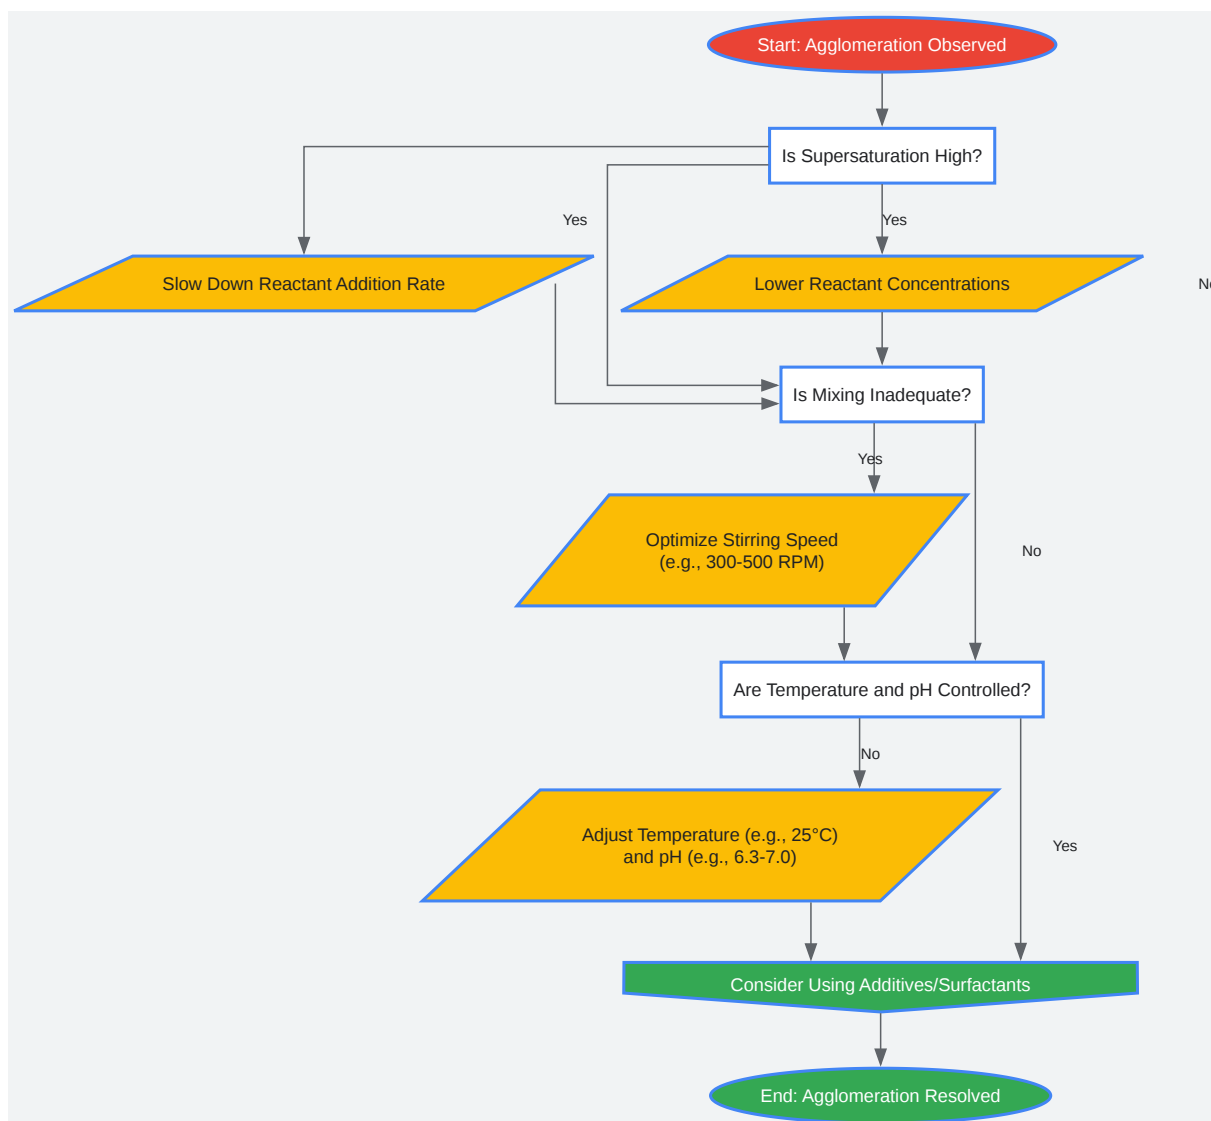 Start: Agglomeration Observed
Is Supersaturation High?
Yes
Yes
Slow Down Reactant Addition Rate
Lower Reactant Concentrations
Is Mixing Inadequate?
Yes
Optimize Stirring Speed
(e.g., 300-500 RPM)
No
Are Temperature and pH Controlled?
No
Adjust Temperature (e.g., 25°C)
and pH (e.g., 6.3-7.0)
Yes
Consider Using Additives/Surfactants
End: Agglomeration Resolved